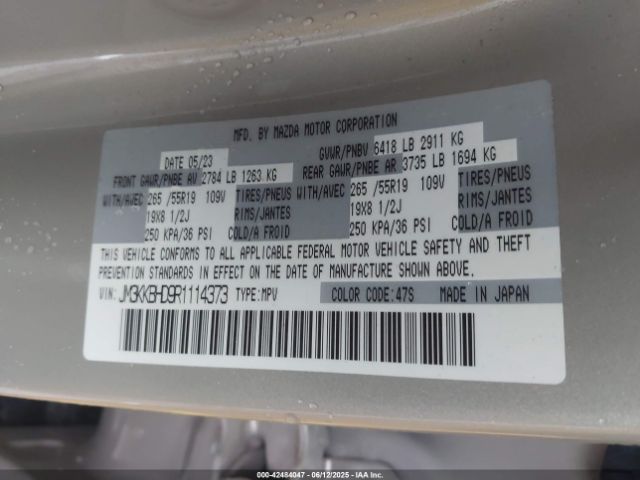 MFD. BY MAZDA MOTOR CORPORATION
DATE 05/23 GVWR/PNBV 6418 LB 2911 KG
FRONT GAWR/PNBE AV 2784 LB 1263 KG REAR GAWR/PNBE AR 3735 LB 1694 KG
WITH/AVEC 265 /55R19 109V TIRES/PNEUS WITH/AVEC 265 /55R19 109V TIRES/PNEUS
19X8 1/2J RIMS/JANTES 19X8 1/2J RIMS/JANTES
250 KPA/36 PSI COLD/A FROID 250 KPA/36 PSI COLD/A FROID
THIS VEHICLE CONFORMS TO ALL APPLICABLE FEDERAL MOTOR VEHICLE SAFETY AND THEFT
PREVENTION STANDARDS IN EFFECT ON THE DATE OF MANUFACTURE SHOWN ABOVE.
VIN: JM3KKBHD9R1114373 TYPE:MPV COLOR CODE:47S MADE IN JAPAN
000-42484047 - 06/12/2025 - IAAI.com